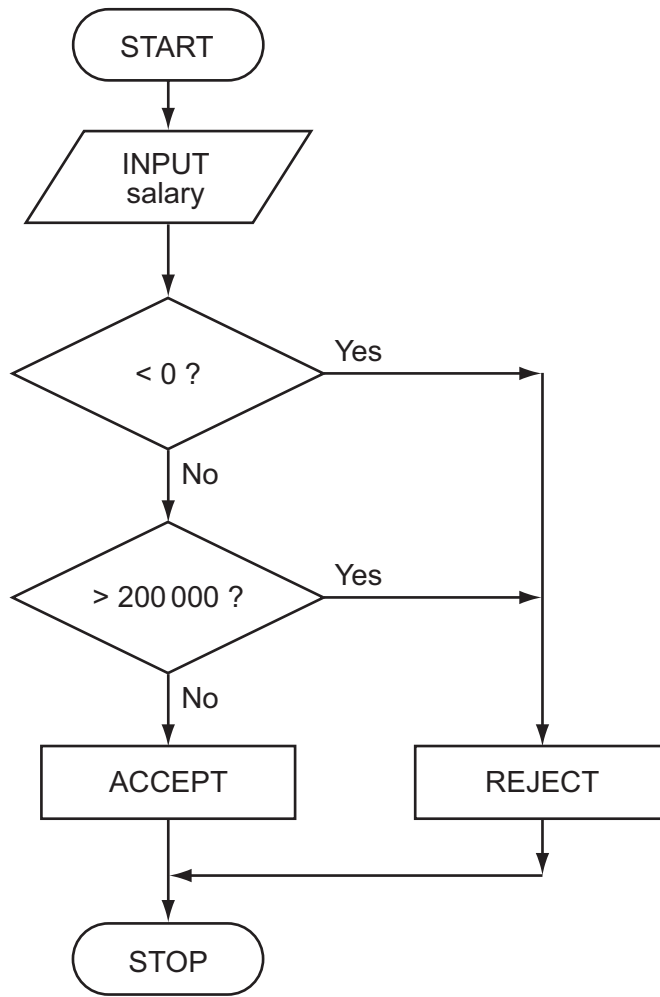 START
INPUT
salary
< 0 ?
Yes
No
> 200 000 ?
Yes
No
ACCEPT
REJECT
STOP